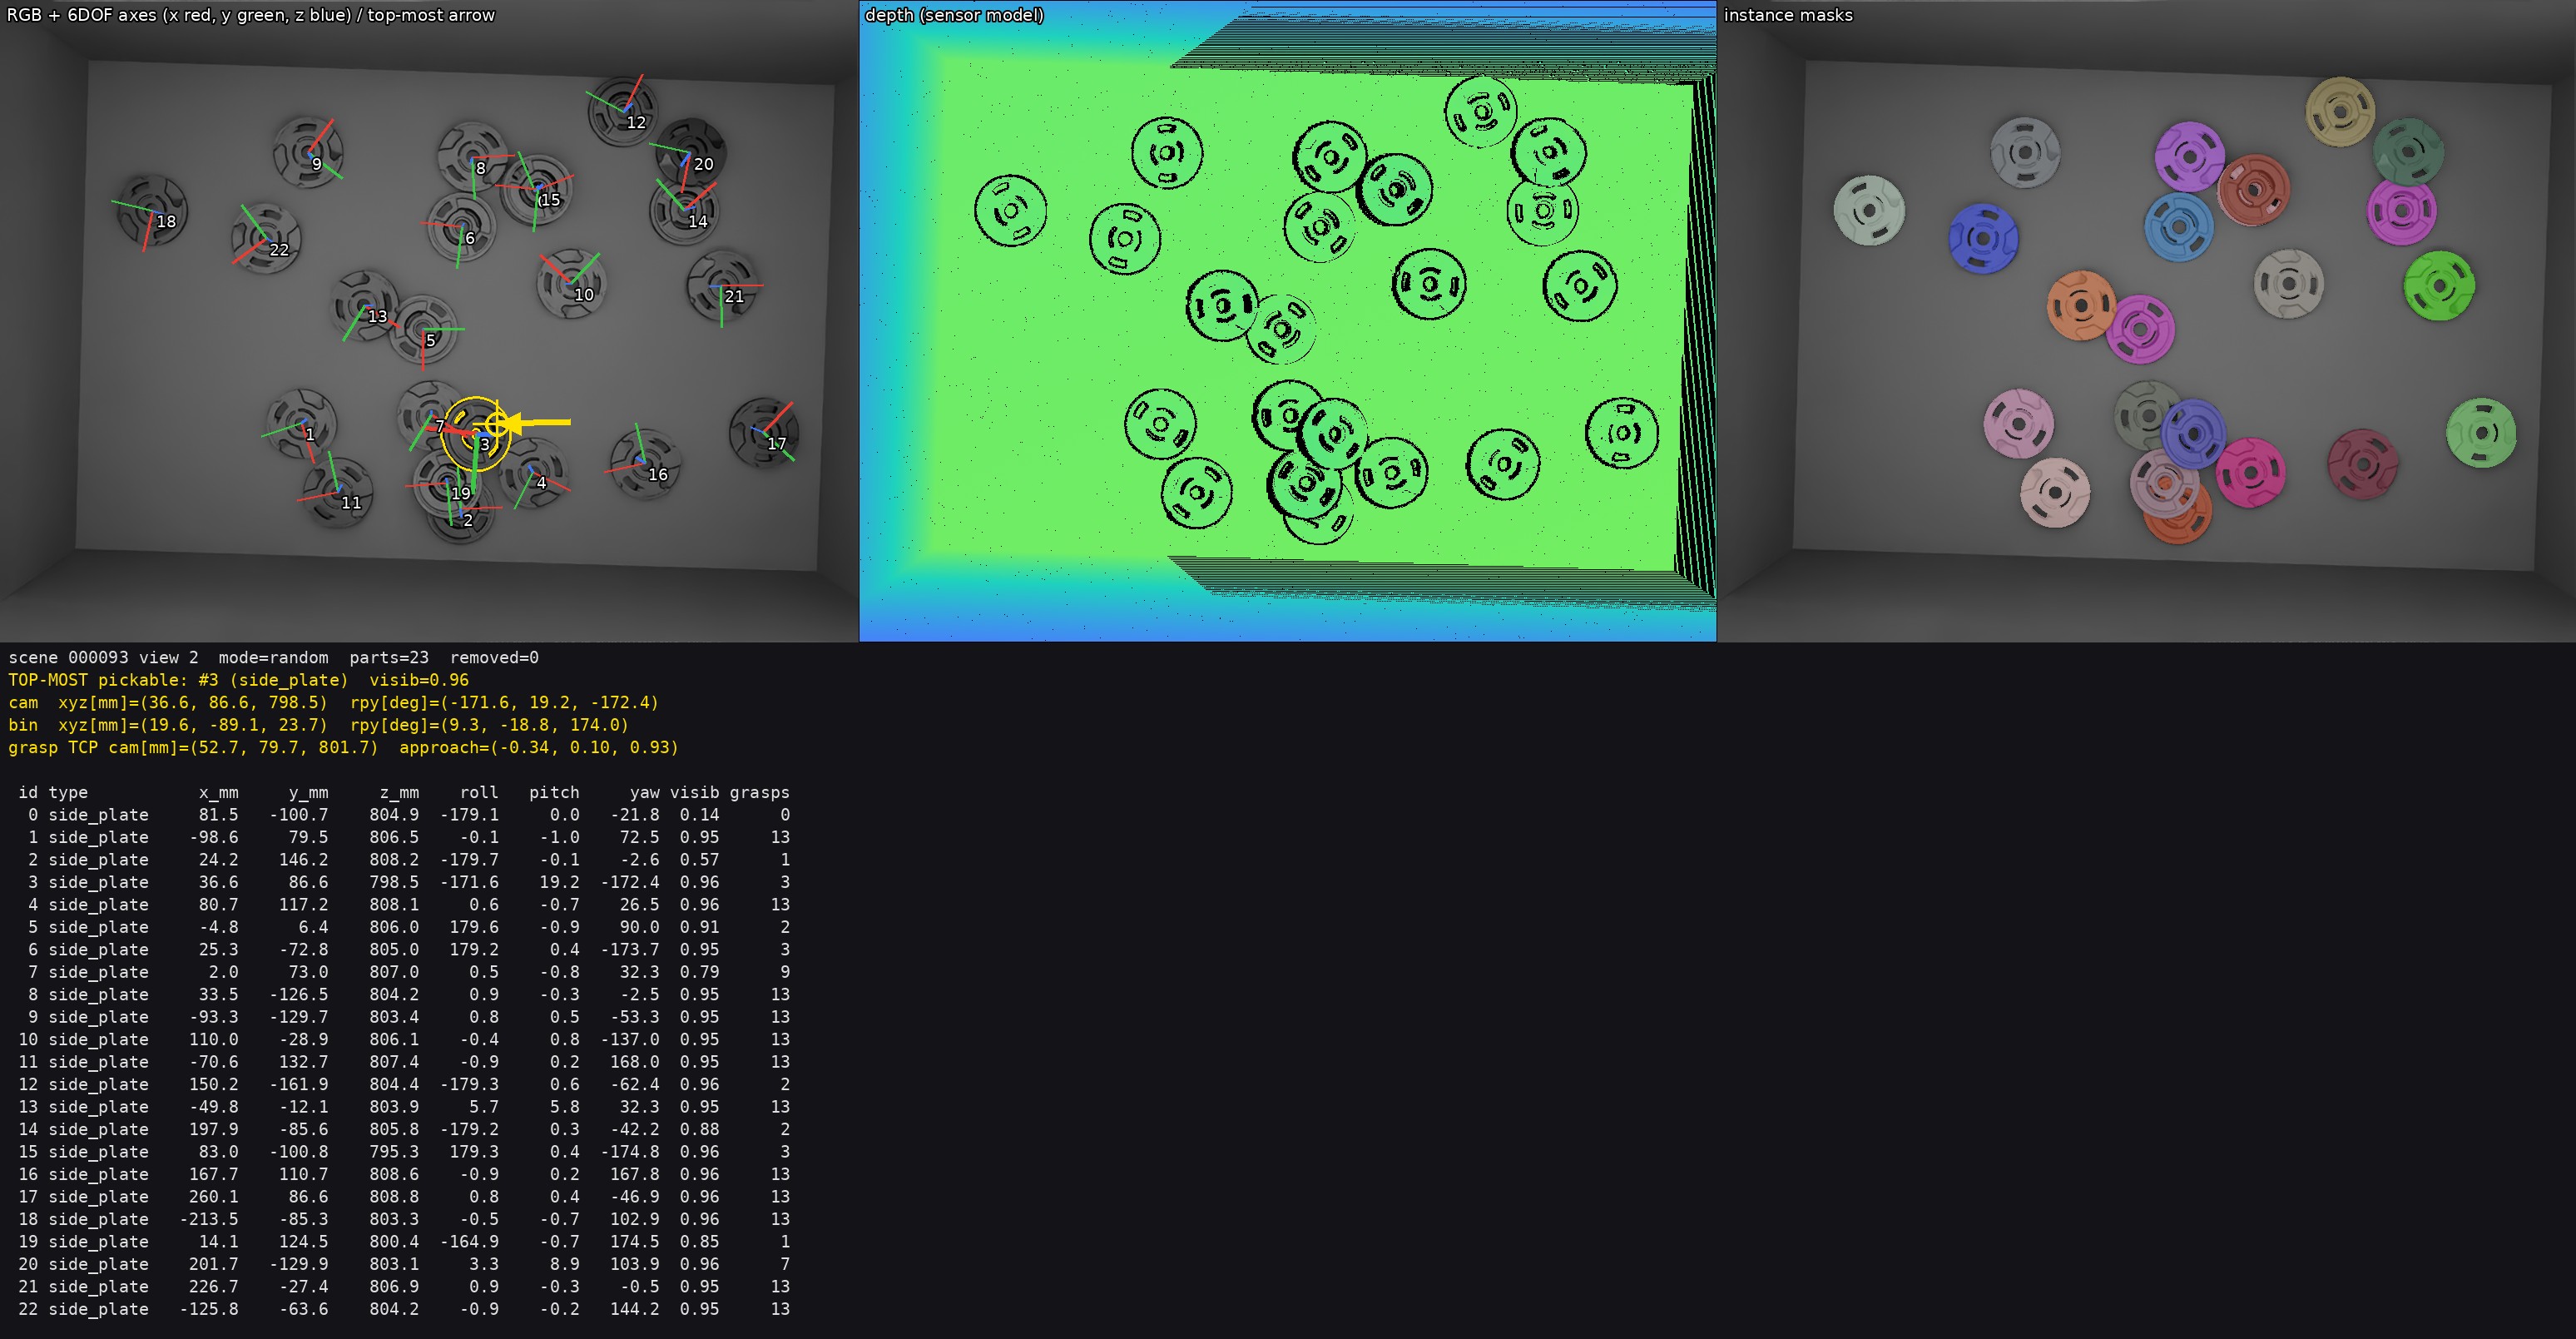 RGB + 6DOF axes (x red, y green, z blue) / top-most arrow
depth (sensor model)
instance masks
12
9
8
20
15
18
14
22
6
10
21
13
5
1
7
3
17
16
4
19
11
2
scene 000093 view 2 mode=random parts=23 removed=0
TOP-MOST pickable: #3 (side_plate) visib=0.96
cam xyz[mm]=(36.6, 86.6, 798.5) rpy[deg]=(-171.6, 19.2, -172.4)
bin xyz[mm]=(19.6, -89.1, 23.7) rpy[deg]=(9.3, -18.8, 174.0)
grasp TCP cam[mm]=(52.7, 79.7, 801.7) approach=(-0.34, 0.10, 0.93)
id type x_mm y_mm z_mm roll pitch yaw visib grasps
0 side_plate 81.5 -100.7 804.9 -179.1 0.0 -21.8 0.14 0
1 side_plate -98.6 79.5 806.5 -0.1 -1.0 72.5 0.95 13
2 side_plate 24.2 146.2 808.2 -179.7 -0.1 -2.6 0.57 1
3 side_plate 36.6 86.6 798.5 -171.6 19.2 -172.4 0.96 3
4 side_plate 80.7 117.2 808.1 0.6 -0.7 26.5 0.96 13
5 side_plate -4.8 6.4 806.0 179.6 -0.9 90.0 0.91 2
6 side_plate 25.3 -72.8 805.0 179.2 0.4 -173.7 0.95 3
7 side_plate 2.0 73.0 807.0 0.5 -0.8 32.3 0.79 9
8 side_plate 33.5 -126.5 804.2 0.9 -0.3 -2.5 0.95 13
9 side_plate -93.3 -129.7 803.4 0.8 0.5 -53.3 0.95 13
10 side_plate 110.0 -28.9 806.1 -0.4 0.8 -137.0 0.95 13
11 side_plate -70.6 132.7 807.4 -0.9 0.2 168.0 0.95 13
12 side_plate 150.2 -161.9 804.4 -179.3 0.6 -62.4 0.96 2
13 side_plate -49.8 -12.1 803.9 5.7 5.8 32.3 0.95 13
14 side_plate 197.9 -85.6 805.8 -179.2 0.3 -42.2 0.88 2
15 side_plate 83.0 -100.8 795.3 179.3 0.4 -174.8 0.96 3
16 side_plate 167.7 110.7 808.6 -0.9 0.2 167.8 0.96 13
17 side_plate 260.1 86.6 808.8 0.8 0.4 -46.9 0.96 13
18 side_plate -213.5 -85.3 803.3 -0.5 -0.7 102.9 0.96 13
19 side_plate 14.1 124.5 800.4 -164.9 -0.7 174.5 0.85 1
20 side_plate 201.7 -129.9 803.1 3.3 8.9 103.9 0.96 7
21 side_plate 226.7 -27.4 806.9 0.9 -0.3 -0.5 0.95 13
22 side_plate -125.8 -63.6 804.2 -0.9 -0.2 144.2 0.95 13